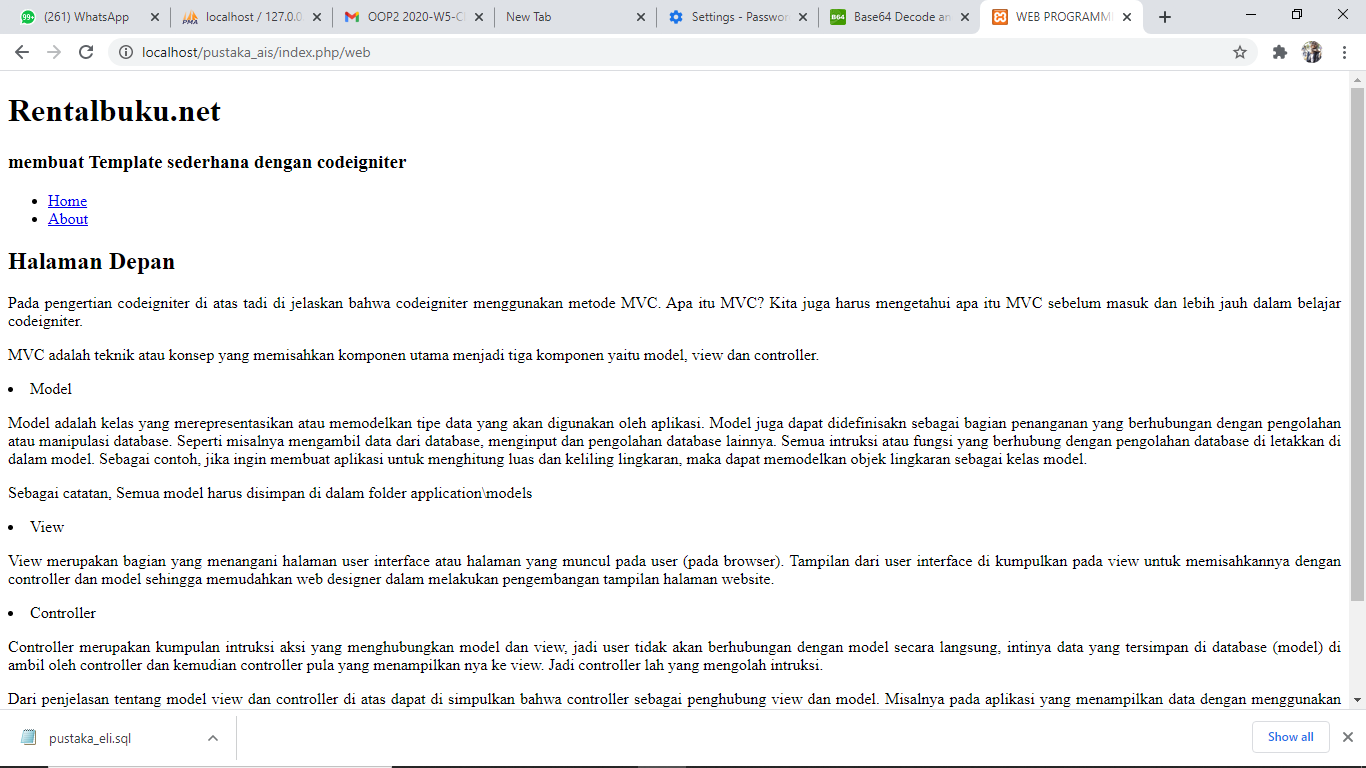 (261) WhatsApp
localhost / 127.0.0
OOP2 2020-W5-C
New Tab
Settings - Passwor
B64
Base64 Decode an
WEB PROGRAMM
localhost/pustaka_ais/index.php/web
Rentalbuku.net
membuat Template sederhana dengan codeigniter
• Home
• About
Halaman Depan
Pada pengertian codeigniter di atas tadi di jelaskan bahwa codeigniter menggunakan metode MVC. Apa itu MVC? Kita juga harus mengetahui apa itu MVC sebelum masuk dan lebih jauh dalam belajar
codeigniter.
MVC adalah teknik atau konsep yang memisahkan komponen utama menjadi tiga komponen yaitu model, view dan controller.
• Model
Model adalah kelas yang merepresentasikan atau memodelkan tipe data yang akan digunakan oleh aplikasi. Model juga dapat didefinisakn sebagai bagian penanganan yang berhubungan dengan pengolahan
atau manipulasi database. Seperti misalnya mengambil data dari database, menginput dan pengolahan database lainnya. Semua intruksi atau fungsi yang berhubung dengan pengolahan database di letakkan di
dalam model. Sebagai contoh, jika ingin membuat aplikasi untuk menghitung luas dan keliling lingkaran, maka dapat memodelkan objek lingkaran sebagai kelas model.
Sebagai catatan, Semua model harus disimpan di dalam folder application\models
• View
View merupakan bagian yang menangani halaman user interface atau halaman yang muncul pada user (pada browser). Tampilan dari user interface di kumpulkan pada view untuk memisahkannya dengan
controller dan model sehingga memudahkan web designer dalam melakukan pengembangan tampilan halaman website.
• Controller
Controller merupakan kumpulan intruksi aksi yang menghubungkan model dan view, jadi user tidak akan berhubungan dengan model secara langsung, intinya data yang tersimpan di database (model) di
ambil oleh controller dan kemudian controller pula yang menampilkan nya ke view. Jadi controller lah yang mengolah intruksi.
Dari penjelasan tentang model view dan controller di atas dapat di simpulkan bahwa controller sebagai penghubung view dan model. Misalnya pada aplikasi yang menampilkan data dengan menggunakan
pustaka_eli.sql
Show all